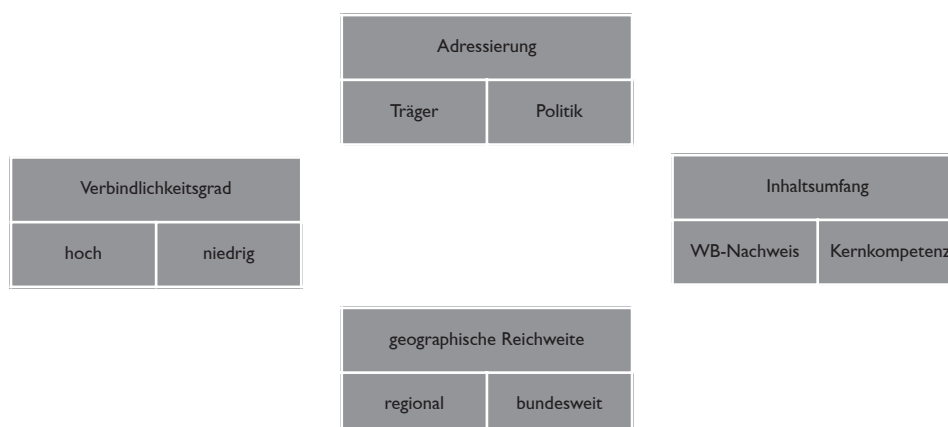 Adressierung
Träger Politik
Verbindlichkeitsgrad
hoch niedrig
Inhaltsumfang
WB-Nachweis Kernkompetenz
geographische Reichweite
regional bundesweit